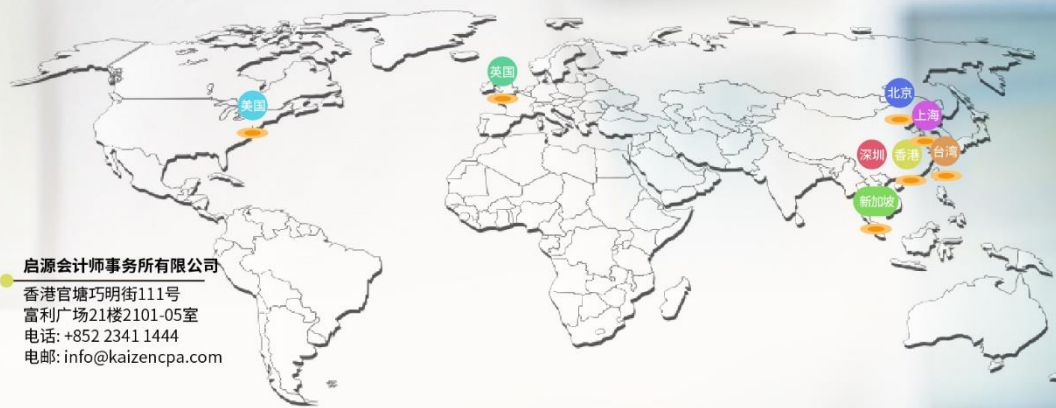 英国
北京
美国
上海
深圳
香港
台湾
新加坡
启源会计师事务所有限公司
香港官塘巧明街111号
富利广场21楼2101-05室
电话: +852 2341 1444
电邮: info@kaizencpa.com